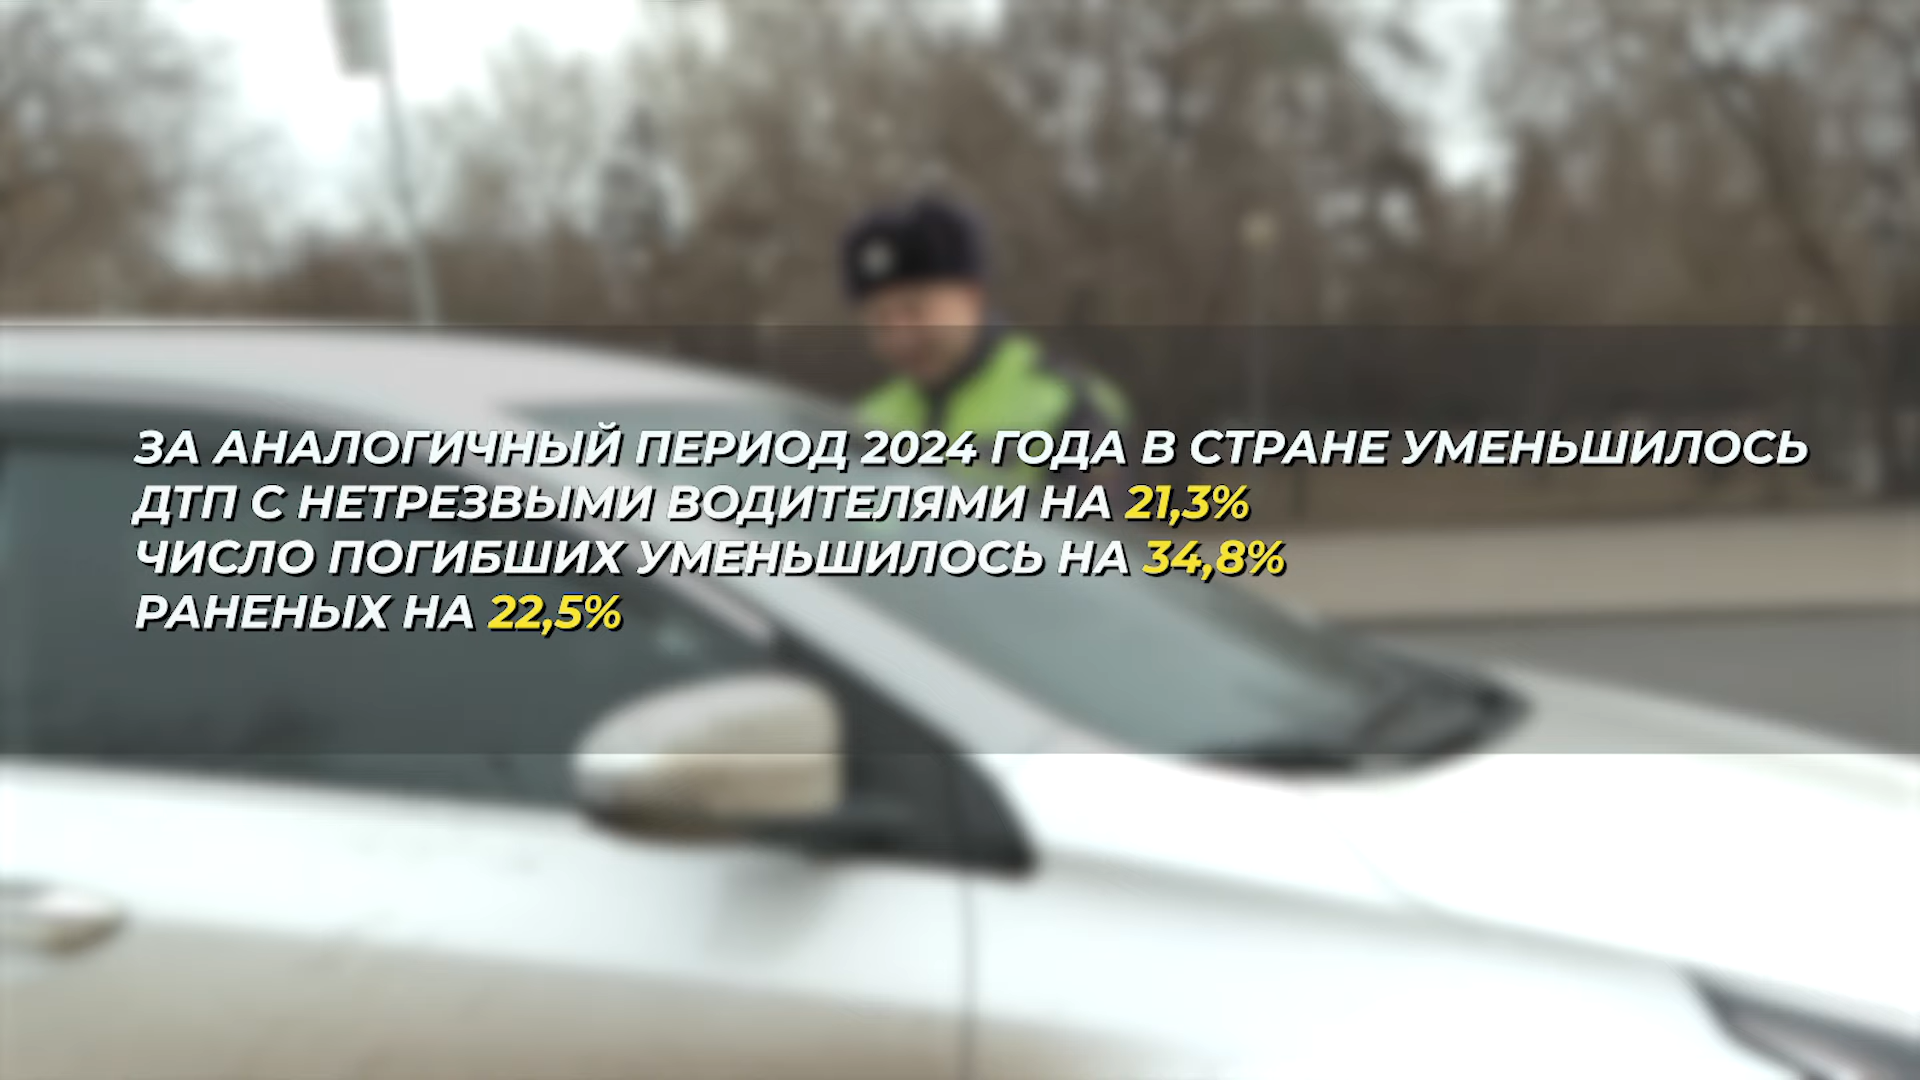 ЗА АНАЛОГИЧНЫЙ ПЕРИОД 2024 ГОДА В СТРАНЕ УМЕНЬШИЛОСЬ
ДТП С НЕТРЕЗВЫМИ ВОДИТЕЛЯМИ НА 21,3%
ЧИСЛО ПОГИБШИХ УМЕНЬШИЛОСЬ НА 34,8%
РАНЕНЫХ НА 22,5%